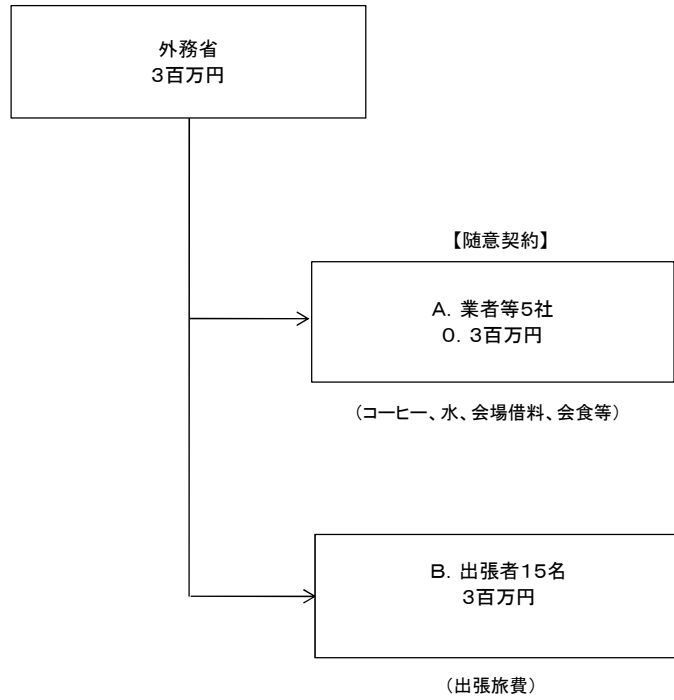 外務省
３百万円
【随意契約】
Ａ．業者等５社
０．３百万円
（コーヒー、水、会場借料、会食等）
Ｂ．出張者１５名
３百万円
（出張旅費）